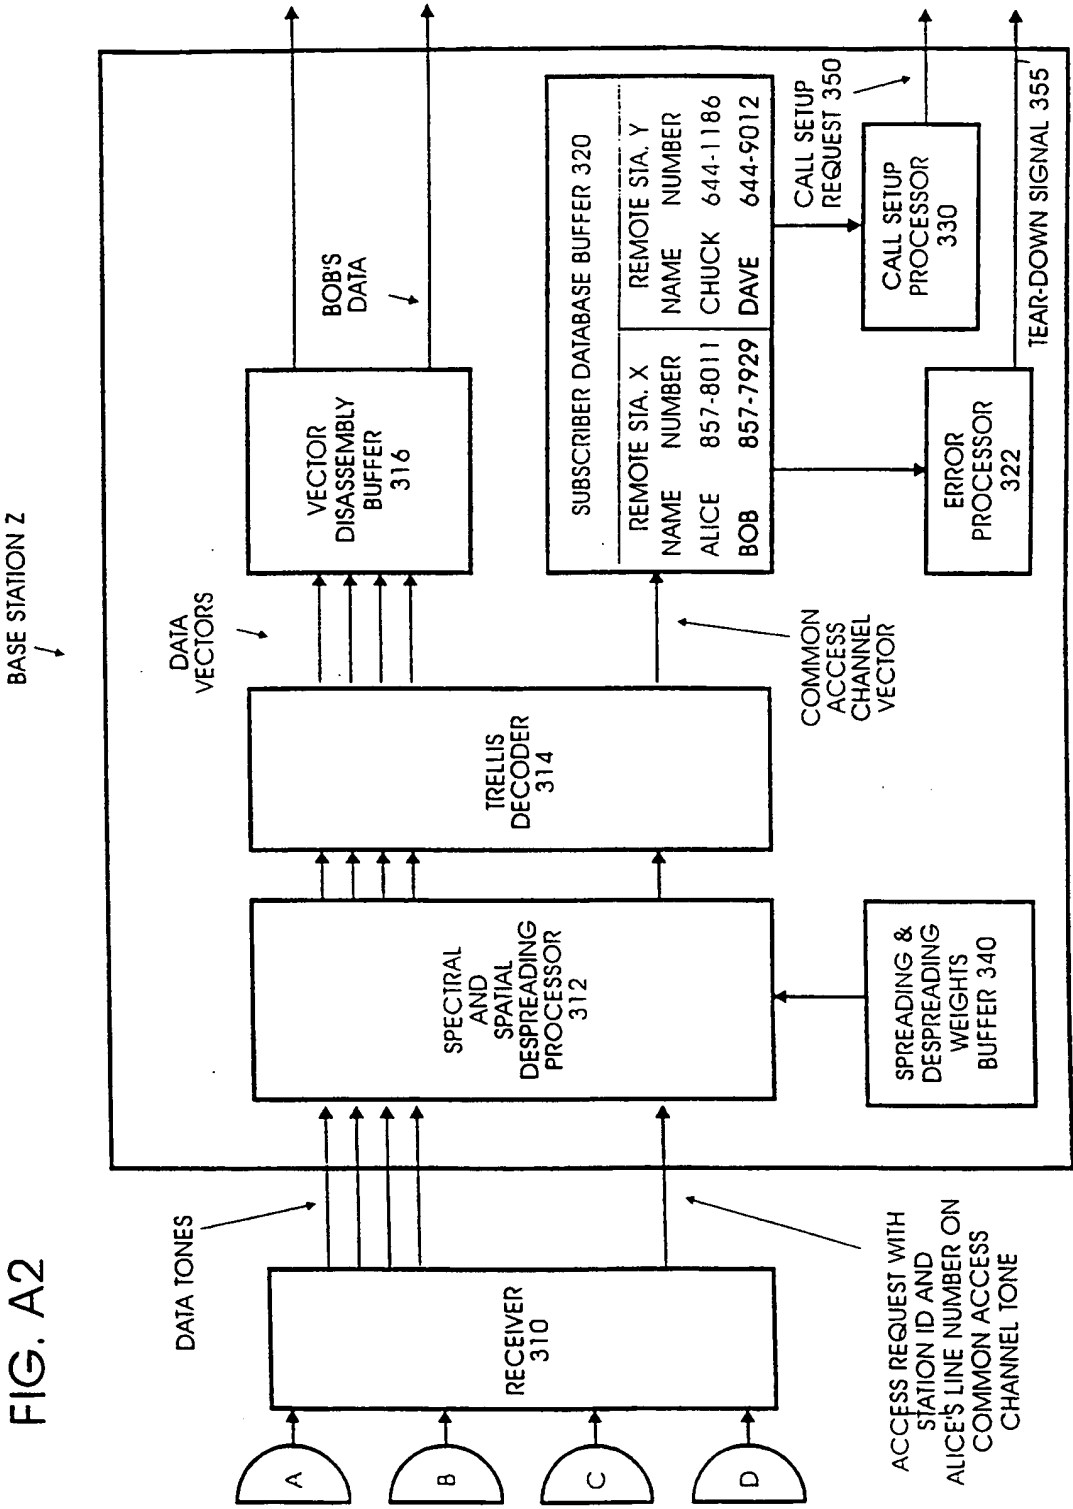 FIG. A2
BASE STATION Z
A
B
C
D
RECEIVER
310
DATA TONES
ACCESS REQUEST WITH
STATION ID AND
ALICE'S LINE NUMBER ON
COMMON ACCESS
CHANNEL TONE
SPECTRAL
AND
SPATIAL
DESPREADING
PROCESSOR
312
SPREADING &
DESPREADING
WEIGHTS
BUFFER 340
TRELLIS
DECODER
314
DATA
VECTORS
COMMON
ACCESS
CHANNEL
VECTOR
VECTOR
DISASSEMBLY
BUFFER
316
BOB'S
DATA
SUBSCRIBER DATABASE BUFFER 320
REMOTE STA. X REMOTE STA. Y
NAME NUMBER NAME NUMBER
ALICE 857-8011 CHUCK 644-1186
BOB 857-7929 DAVE 644-9012
ERROR
PROCESSOR
322
CALL SETUP
PROCESSOR
330
CALL SETUP
REQUEST 350
TEAR-DOWN SIGNAL 355